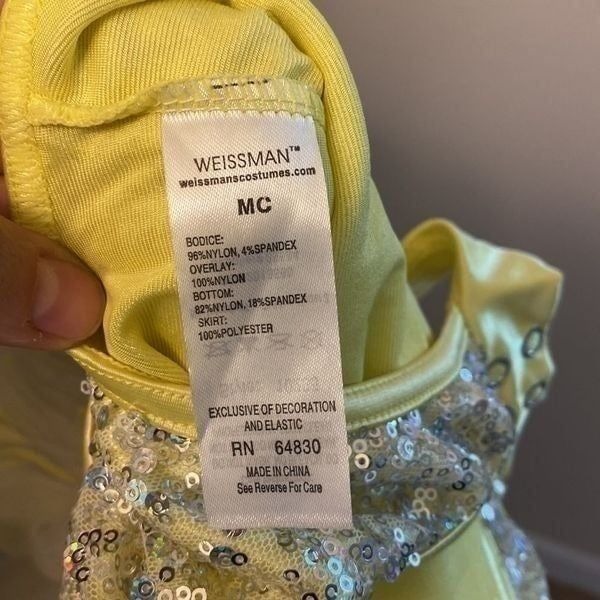 WEISSMAN™
weissmanscostumes.com
MC
BODICE:
96%NYLON, 4%SPANDEX
OVERLAY:
100%NYLON
BOTTOM:
82%NYLON, 18%SPANDEX
SKIRT:
100%POLYESTER
EXCLUSIVE OF DECORATION
AND ELASTIC
RN 64830
MADE IN CHINA
See Reverse For Care